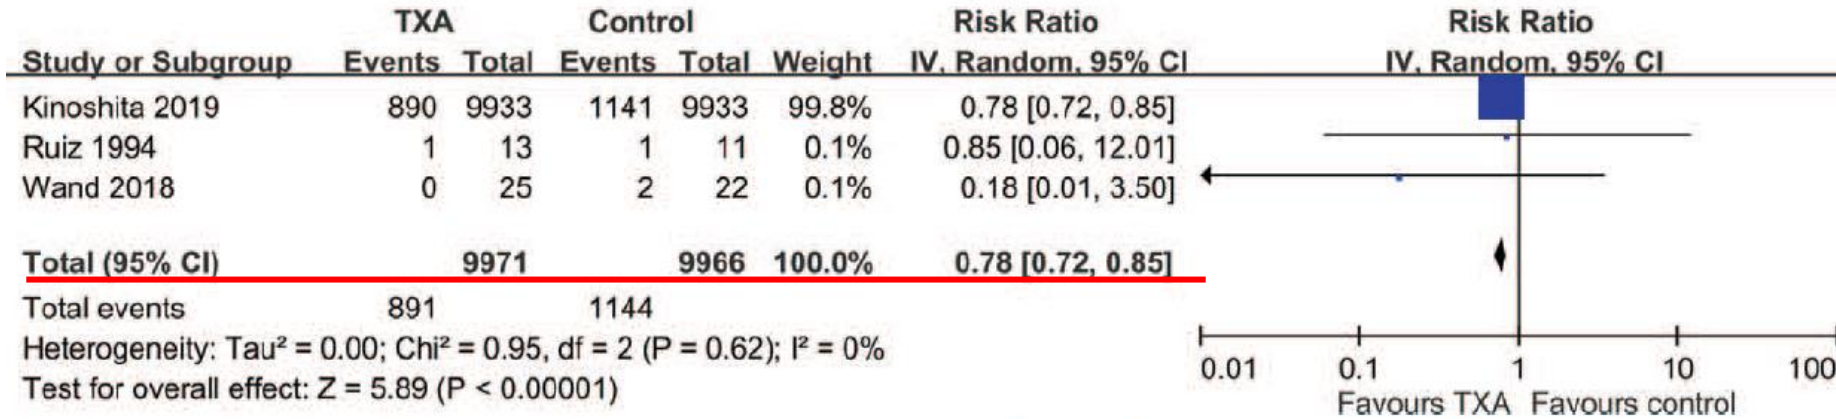 TXA Control Risk Ratio Risk Ratio
Study or Subgroup Events Total Events Total Weight IV, Random, 95% CI IV, Random, 95% CI
Kinoshita 2019 890 9933 1141 9933 99.8% 0.78 [0.72, 0.85]
Ruiz 1994 1 13 1 11 0.1% 0.85 [0.06, 12.01]
Wand 2018 0 25 2 22 0.1% 0.18 [0.01, 3.50]
Total (95% CI) 9971 9966 100.0% 0.78 [0.72, 0.85]
Total events 891 1144
Heterogeneity: Tau² = 0.00; Chi² = 0.95, df = 2 (P = 0.62); I² = 0%
Test for overall effect: Z = 5.89 (P < 0.00001)
0.01 0.1 1 10 100
Favours TXA Favours control